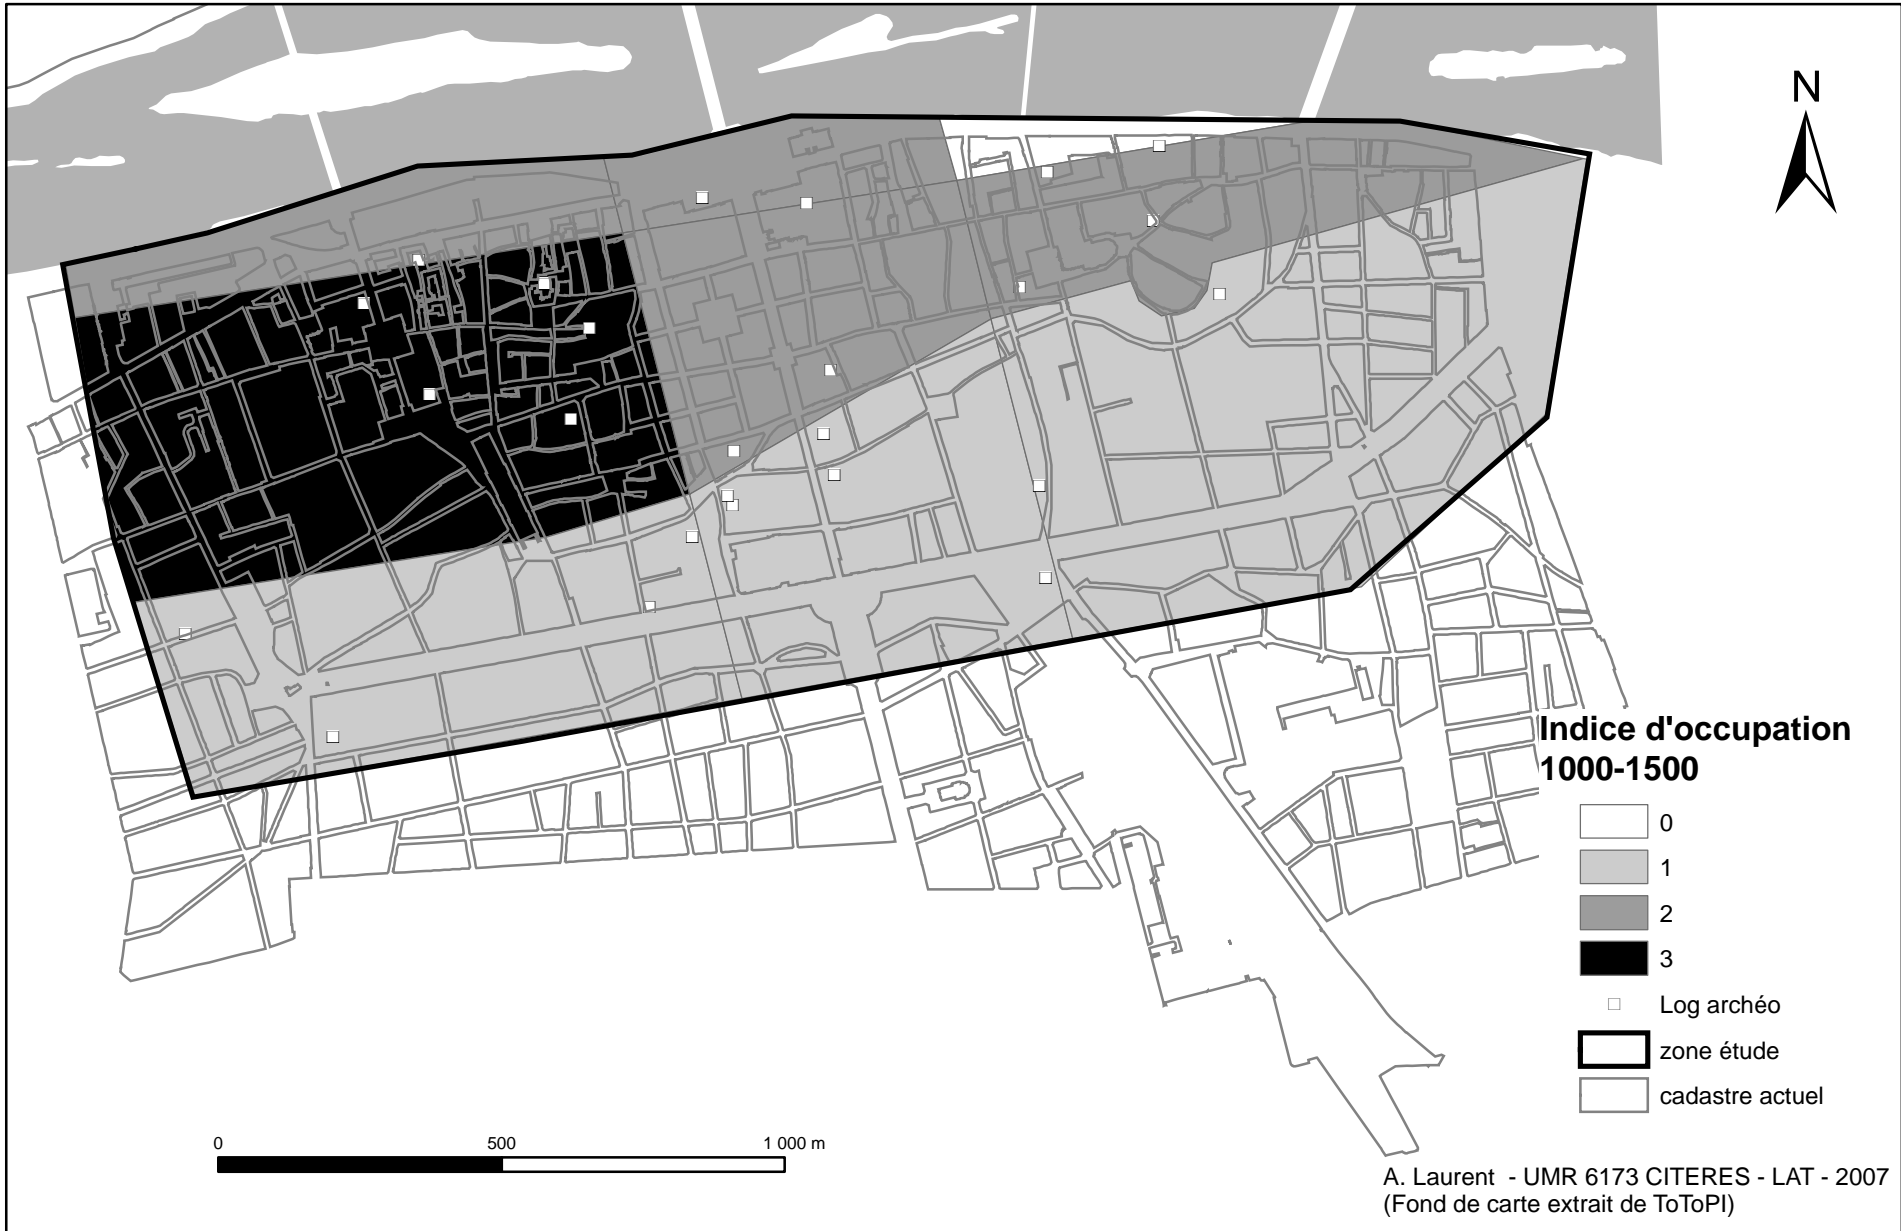 N
Indice d'occupation
1000-1500
0
1
2
3
Log archéo
zone étude
cadastre actuel
0 500 1 000 m
A. Laurent - UMR 6173 CITERES - LAT - 2007
(Fond de carte extrait de ToToPI)